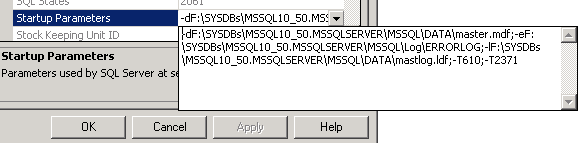 SQL States 2061
Startup Parameters -dF:\SYSDBs\MSSQL10_50.MSS
Stock Keeping Unit ID
-dF:\SYSDBs\MSSQL10_50.MSSQLSERVER\MSSQL\DATA\master.mdf;-eF:
\SYSDBs\MSSQL10_50.MSSQLSERVER\MSSQL\Log\ERRORLOG;-lF:\SYSDBs
\MSSQL10_50.MSSQLSERVER\MSSQL\DATA\mastlog.ldf;-T610;-T2371
Startup Parameters
Parameters used by SQL Server at se
OK Cancel Apply Help